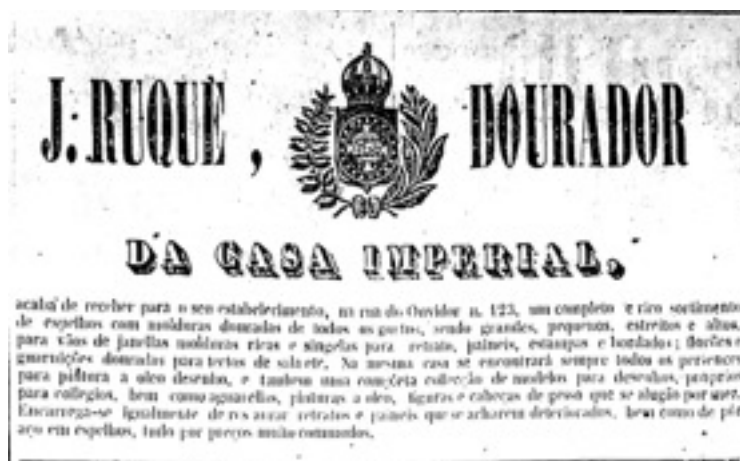 J. RUQUÉ, DOURADOR
DA CASA IMPERIAL,
acaba de receber para o seu estabelecimento, na rua do Ouvidor n. 123, um completo e rico sortimento
de espelhos com molduras douradas de todos os gostos, sendo grandes, pequenos, estreitos e altos,
para vãos de janellas molduras ricas e singelas para retrato, paineis, estampas e bordados; florões e
guarnições douradas para tectos de sala etc. Na mesma casa se encontrará sempre todos os pertences
para pintura a oleo desenho, e tambem uma completa collecção de modelos para desenhos, proprios
para collegios, bem como aquarellas, pinturas a oleo, figuras e cabeças de gesso que se alugão por mez.
Encarrega-se igualmente de restaurar retratos e paineis que se acharem deteriorados, bem como de pôr
aço em espelhos, tudo por preços muito commodos.